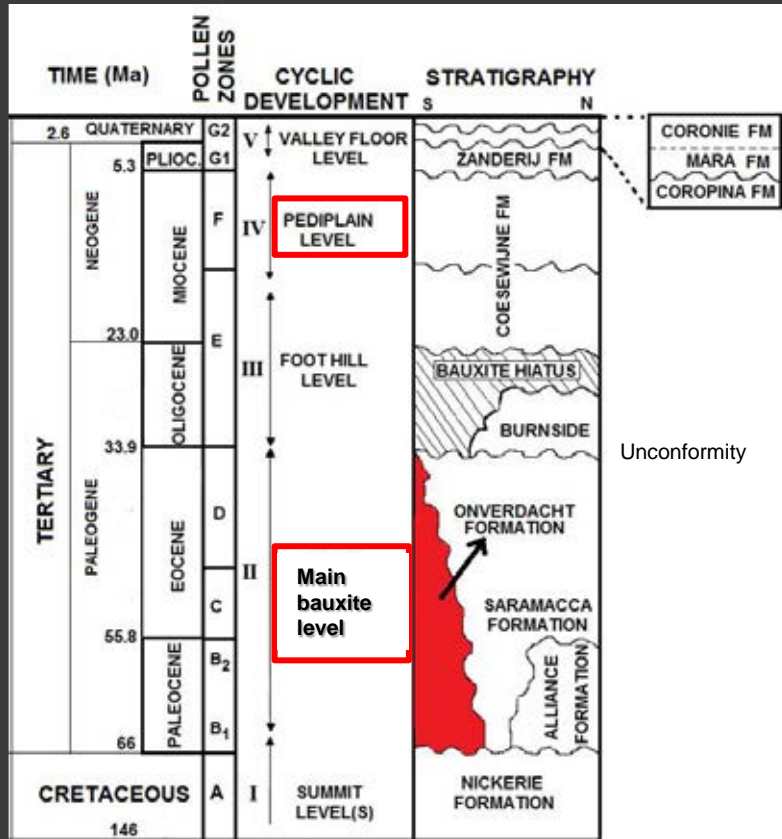 TIME (Ma)
POLLEN
ZONES
CYCLIC
DEVELOPMENT
STRATIGRAPHY
S N
2.6 QUATERNARY G2
V VALLEY FLOOR
LEVEL
PLIOC. G1
6.3
ZANDERIJ FM
CORONIE FM
MARA FM
COROPINA FM
NEOGENE
MIOCENE
F
IV PEDIPLAIN
LEVEL
COESEWIJNE FM
23.0
E
III FOOT HILL
LEVEL
BAUXITE HIATUS
OLIGOCENE
BURNSIDE
33.9
Unconformity
TERTIARY
PALEOGENE
EOCENE
D
II
Main
bauxite
level
ONVERDACHT
FORMATION
C
SARAMACCA
FORMATION
55.8
PALEOCENE
B2
B1
ALLIANCE
FORMATION
66
CRETACEOUS A I SUMMIT
LEVEL(S)
NICKERIE
FORMATION
146